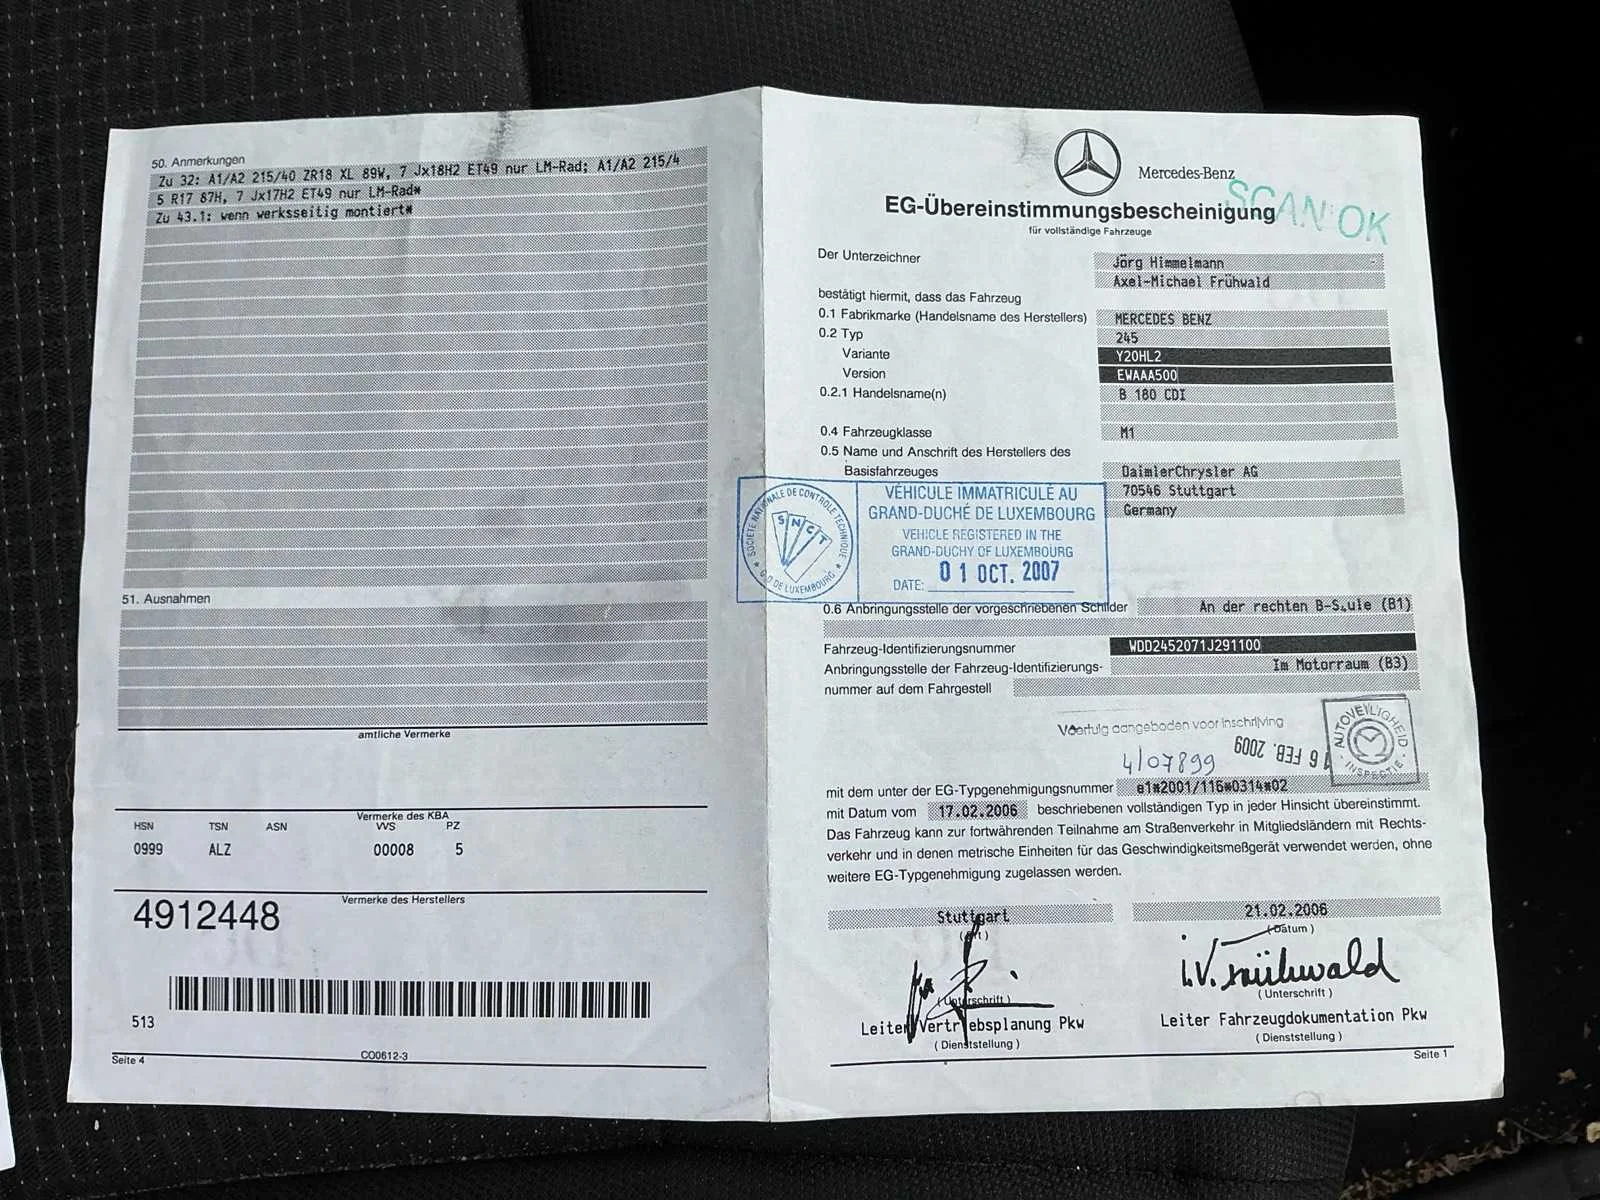 50. Anmerkungen
Zu 32: A1/A2 215/40 ZR18 XL 89W, 7 Jx18H2 ET49 nur LM-Rad; A1/A2 215/4
5 R17 87H, 7 Jx17H2 ET49 nur LM-Rad*
Zu 43.1: wenn werksseitig montiert*
51. Ausnahmen
amtliche Vermerke
Vermerke des KBA
HSN TSN ASN VVS PZ
0999 ALZ 00008 5
Vermerke des Herstellers
4912448
513
Seite 4 CO0612-3
Mercedes-Benz
SCAN OK
EG-Übereinstimmungsbescheinigung
für vollständige Fahrzeuge
Der Unterzeichner Jörg Himmelmann
Axel-Michael Frühwald
bestätigt hiermit, dass das Fahrzeug
0.1 Fabrikmarke (Handelsname des Herstellers) MERCEDES BENZ
0.2 Typ 245
Variante Y20HL2
Version EWAAA500
0.2.1 Handelsname(n) B 180 CDI
0.4 Fahrzeugklasse M1
0.5 Name und Anschrift des Herstellers des
Basisfahrzeuges DaimlerChrysler AG
70546 Stuttgart
Germany
SOCIETE NATIONALE DE CONTROLE TECHNIQUE
SNCT
G-D DE LUXEMBOURG
VÉHICULE IMMATRICULÉ AU
GRAND-DUCHÉ DE LUXEMBOURG
VEHICLE REGISTERED IN THE
GRAND-DUCHY OF LUXEMBOURG
DATE: 01 OCT. 2007
0.6 Anbringungsstelle der vorgeschriebenen Schilder An der rechten B-S.ule (B1)
Fahrzeug-Identifizierungsnummer WDD2452071J291100
Anbringungsstelle der Fahrzeug-Identifizierungs- Im Motorraum (B3)
nummer auf dem Fahrgestell
Voertuig aangeboden voor inschrijving
4/07899
16 FEB. 2009
AUTOVEILIGHEID
INSPECTIE
mit dem unter der EG-Typgenehmigungsnummer e1*2001/116*0314*02
mit Datum vom 17.02.2006 beschriebenen vollständigen Typ in jeder Hinsicht übereinstimmt.
Das Fahrzeug kann zur fortwährenden Teilnahme am Straßenverkehr in Mitgliedsländern mit Rechts-
verkehr und in denen metrische Einheiten für das Geschwindigkeitsmeßgerät verwendet werden, ohne
weitere EG-Typgenehmigung zugelassen werden.
Stuttgart 21.02.2006
(Ort) (Datum)
i.V. Frühwald
(Unterschrift) (Unterschrift)
Leiter Vertriebsplanung Pkw Leiter Fahrzeugdokumentation Pkw
(Dienststellung) (Dienststellung)
Seite 1